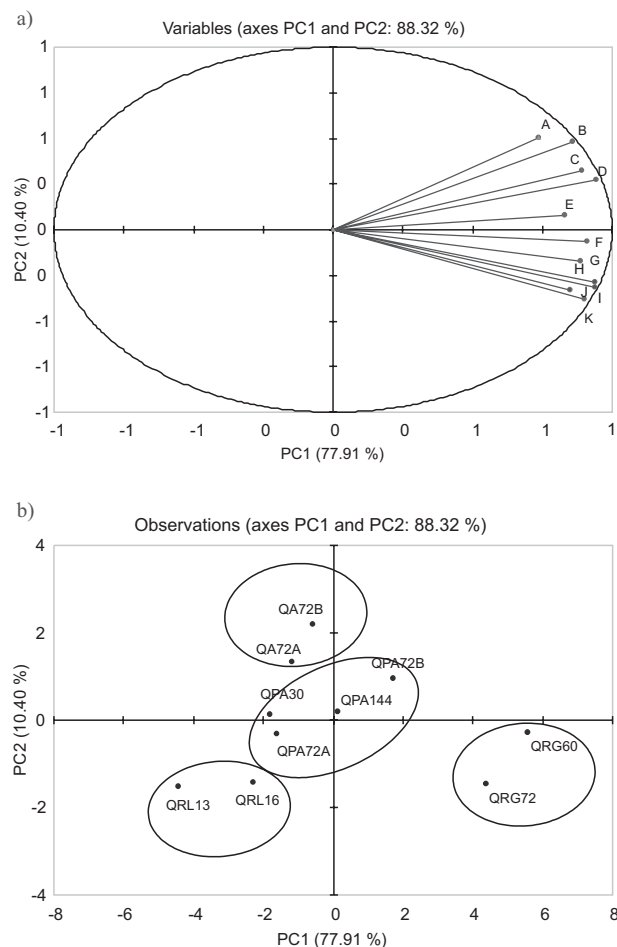 a)
Variables (axes PC1 and PC2: 88.32 %)
1
1
1
0
0
0
-1
-1
-1
PC2 (10.40 %)
A
B
C
D
E
F
G
H
I
J
K
-1 -1 -1 0 0 0 1 1 1
PC1 (77.91 %)
b)
Observations (axes PC1 and PC2: 88.32 %)
4
2
0
-2
-4
PC2 (10.40 %)
QA72B
QA72A
QPA72B
QPA30
QPA144
QPA72A
QRG60
QRG72
QRL13
QRL16
-8 -6 -4 -2 0 2 4 6 8
PC1 (77.91 %)